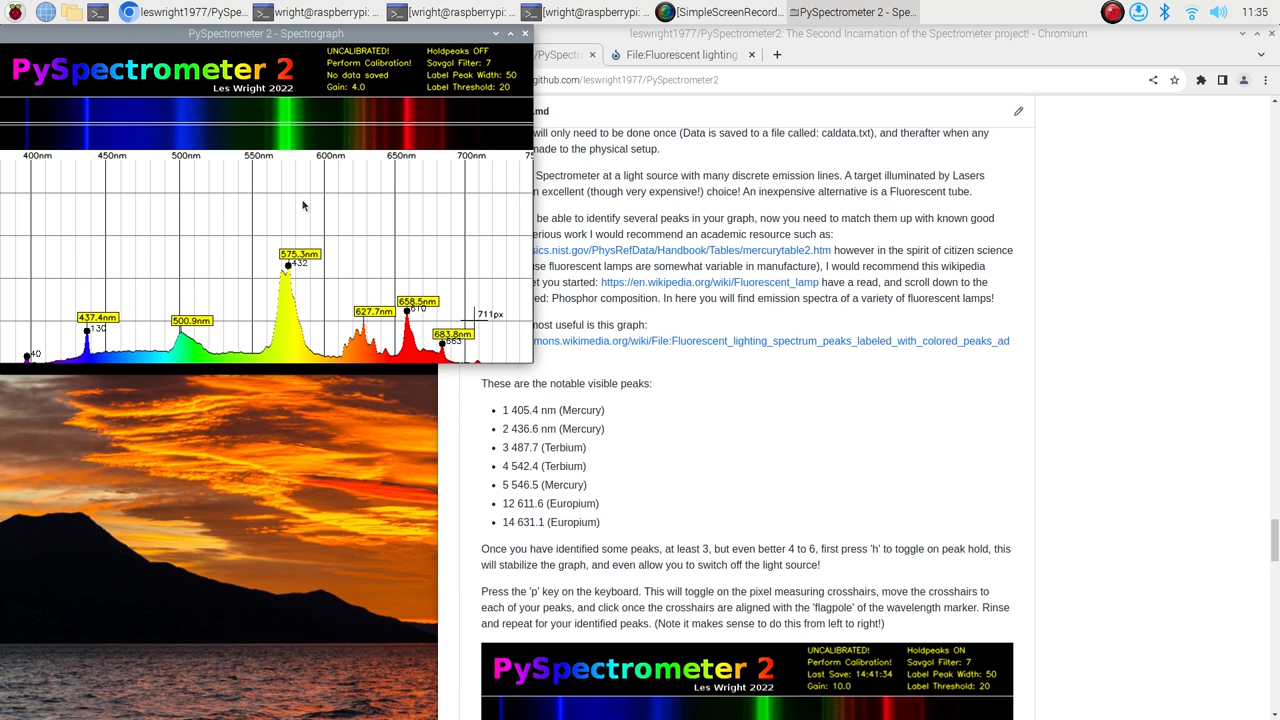 leswright1977/PySp...
[wright@raspberrypi: ...
[wright@raspberrypi: ...
[wright@raspberrypi: ...
[SimpleScreenRecord...
PySpectrometer 2 - Spe...
PySpectrometer 2 - Spectrograph
leswright1977/PySpectrometer2: The Second Incarnation of the Spectrometer project! - Chromium
File:Fluorescent lighting
github.com/leswright1977/PySpectrometer2
PySpectrometer 2
Les Wright 2022
UNCALIBRATED!
Perform Calibration!
No data saved
Gain: 4.0
Holdpeaks OFF
Savgol Filter: 7
Label Peak Width: 50
Label Threshold: 20
400nm 450nm 500nm 550nm 600nm 650nm 700nm
575.3nm
432
437.4nm
130
500.9nm
627.7nm
658.5nm
610
683.8nm
663
711px
40
.md
will only need to be done once (Data is saved to a file called: caldata.txt), and therafter when any
made to the physical setup.
Spectrometer at a light source with many discrete emission lines. A target illuminated by Lasers
n excellent (though very expensive!) choice! An inexpensive alternative is a Fluorescent tube.
be able to identify several peaks in your graph, now you need to match them up with known good
erious work I would recommend an academic resource such as:
sics.nist.gov/PhysRefData/Handbook/Tables/mercurytable2.htm however in the spirit of citizen science
use fluorescent lamps are somewhat variable in manufacture), I would recommend this wikipedia
et you started: https://en.wikipedia.org/wiki/Fluorescent_lamp have a read, and scroll down to the
ed: Phosphor composition. In here you will find emission spectra of a variety of fluorescent lamps!
most useful is this graph:
mons.wikimedia.org/wiki/File:Fluorescent_lighting_spectrum_peaks_labeled_with_colored_peaks_ad
These are the notable visible peaks:
1 405.4 nm (Mercury)
2 436.6 nm (Mercury)
3 487.7 (Terbium)
4 542.4 (Terbium)
5 546.5 (Mercury)
12 611.6 (Europium)
14 631.1 (Europium)
Once you have identified some peaks, at least 3, but even better 4 to 6, first press 'h' to toggle on peak hold, this
will stabilize the graph, and even allow you to switch off the light source!
Press the 'p' key on the keyboard. This will toggle on the pixel measuring crosshairs, move the crosshairs to
each of your peaks, and click once the crosshairs are aligned with the 'flagpole' of the wavelength marker. Rinse
and repeat for your identified peaks. (Note it makes sense to do this from left to right!)
PySpectrometer 2
Les Wright 2022
UNCALIBRATED!
Perform Calibration!
Last Save: 14:41:34
Gain: 10.0
Holdpeaks ON
Savgol Filter: 7
Label Peak Width: 50
Label Threshold: 20